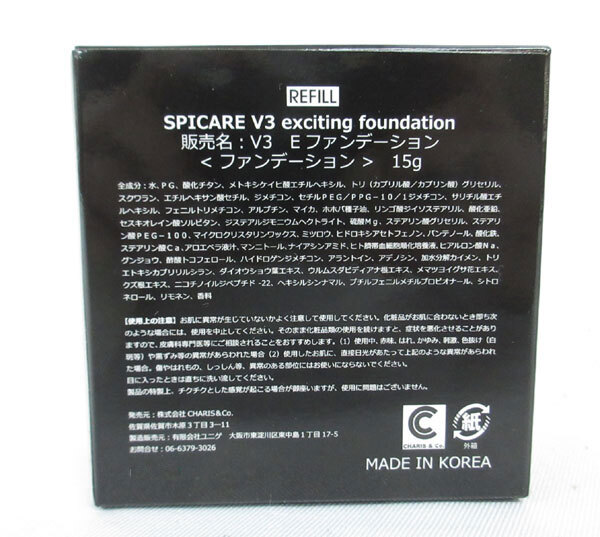 REFILL
SPICARE V3 exciting foundation
販売名：V3　Eファンデーション
＜ ファンデーション ＞　15g
全成分：水、PG、酸化チタン、メトキシケイヒ酸エチルヘキシル、トリ（カプリル酸／カプリン酸）グリセリル、
スクワラン、エチルヘキサン酸セチル、ジメチコン、セチルPEG/PPG-10/1ジメチコン、サリチル酸エチ
ルヘキシル、フェニルトリメチコン、アルブチン、マイカ、ホホバ種子油、リンゴ酸ジイソステアリル、酸化亜鉛、
セスキオレイン酸ソルビタン、ジステアルジモニウムヘクトライト、硫酸Mg、ステアリン酸グリセリル、ステアリ
ン酸PEG-100、マイクロクリスタリンワックス、ミツロウ、ヒドロキシアセトフェノン、パンテノール、酸化鉄、
ステアリン酸Ca、アロエベラ液汁、マンニトール、ナイアシンアミド、ヒト臍帯血細胞順化培養液、ヒアルロン酸Na、
グンジョウ、酢酸トコフェロール、ハイドロゲンジメチコン、アラントイン、アデノシン、加水分解カイメン、トリ
エトキシカプリリルシラン、ダイオウショウ葉エキス、ウルムスダビディアナ根エキス、メマツヨイグサ花エキス、
クズ根エキス、ニコチノイルジペプチド -22、ヘキシルシンナマル、ブチルフェニルメチルプロピオナール、シトロ
ネロール、リモネン、香料
【使用上の注意】お肌に異常が生じていないかよく注意して使用してください。化粧品がお肌に合わないとき即ち次
のような場合には、使用を中止してください。そのまま化粧品類の使用を続けますと、症状を悪化させることがあり
ますので、皮膚科専門医等にご相談されることをおすすめします。（1）使用中、赤味、はれ、かゆみ、刺激、色抜け（白
斑等）や黒ずみ等の異常があらわれた場合（2）使用したお肌に、直接日光があたって上記のような異常があらわ
れた場合。傷やはれもの、しっしん等、異常のある部位にはお使いにならないでください。
目に入ったときは直ちに洗い流してください。
製品の特製上、チクチクとした感覚が起こる場合が御座いますが、使用に問題はございません。
発売元：株式会社 CHARIS&Co.
佐賀県佐賀市木原３丁目３ー11
製造販売元：有限会社ユニゲ　大阪市東淀川区東中島１丁目 17-5
お問合せ：06-6379-3026
CHARIS & Co.
紙
外箱
MADE IN KOREA